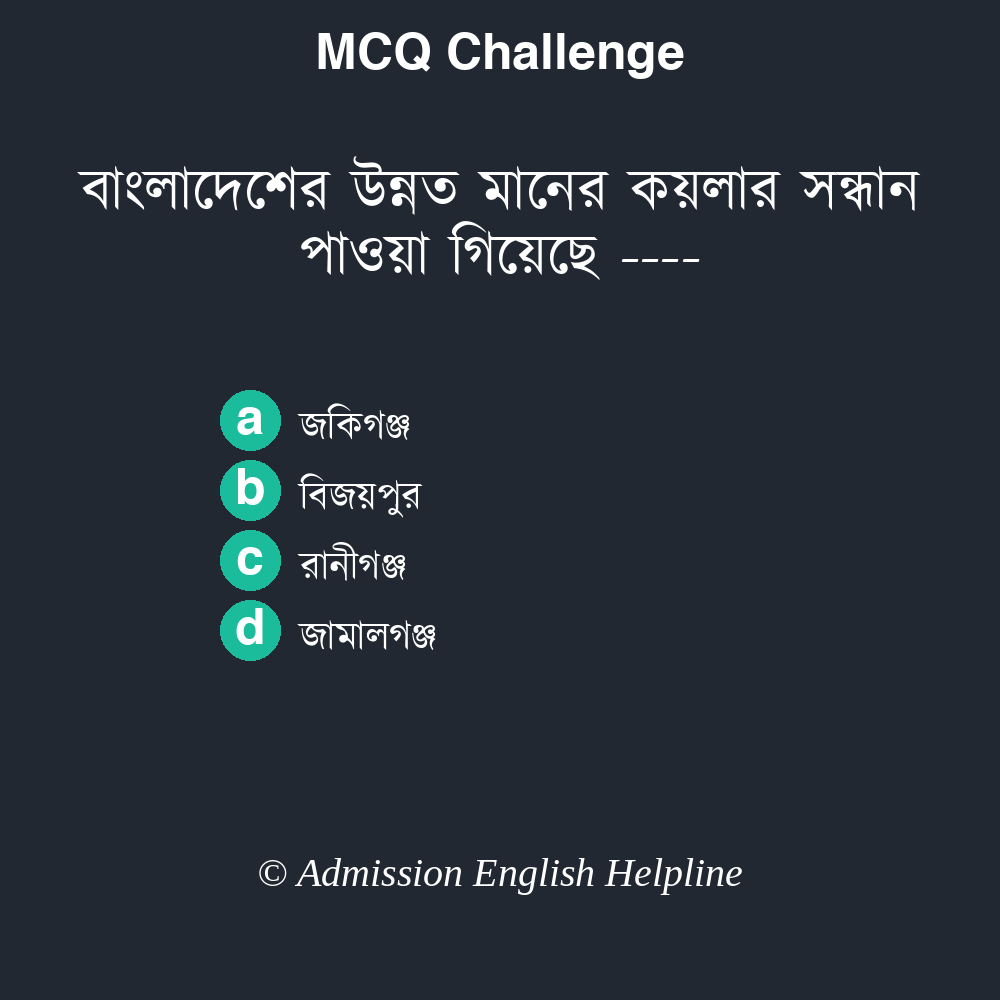 MCQ Challenge
বাংলাদেশের উন্নত মানের কয়লার সন্ধান
পাওয়া গিয়েছে ----
a জকিগঞ্জ
b বিজয়পুর
c রানীগঞ্জ
d জামালগঞ্জ
© Admission English Helpline